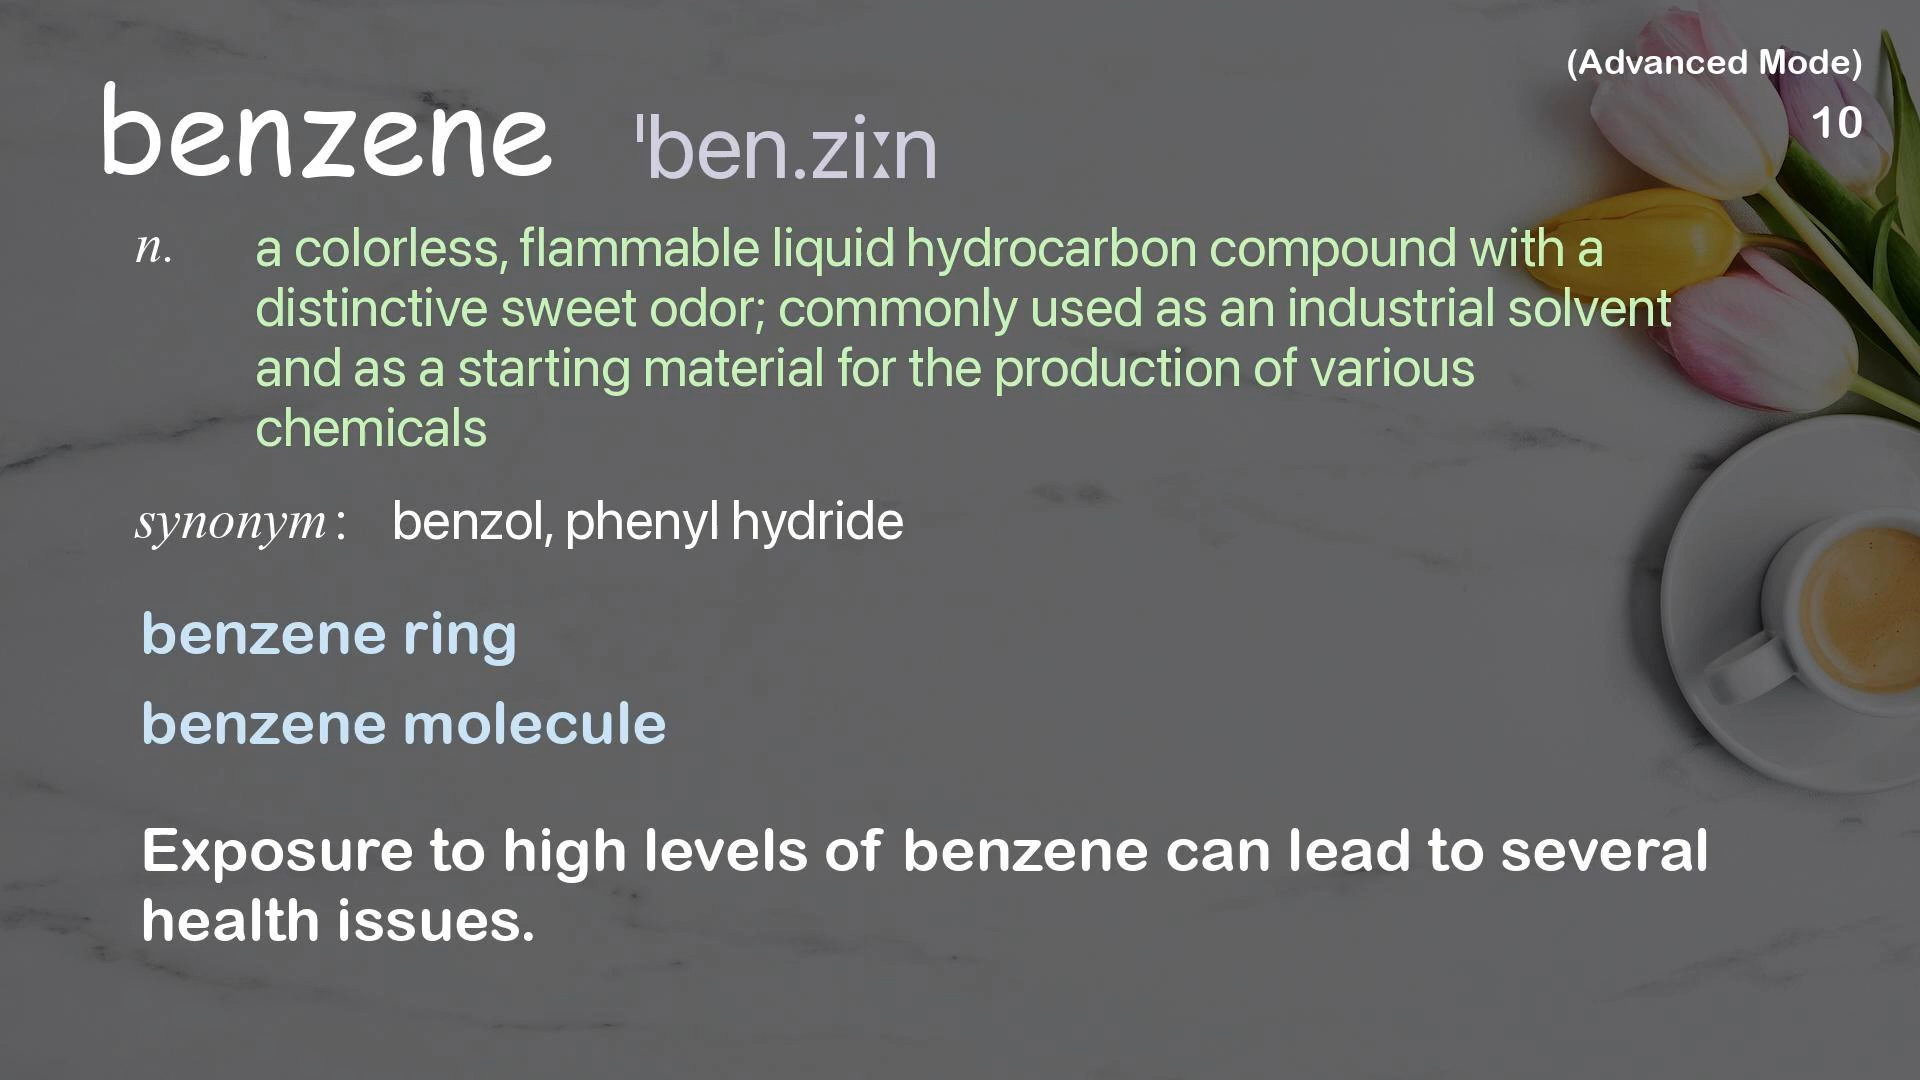 (Advanced Mode)
10
benzene ˈben.ziːn
n. a colorless, flammable liquid hydrocarbon compound with a
distinctive sweet odor; commonly used as an industrial solvent
and as a starting material for the production of various
chemicals
synonym: benzol, phenyl hydride
benzene ring
benzene molecule
Exposure to high levels of benzene can lead to several
health issues.